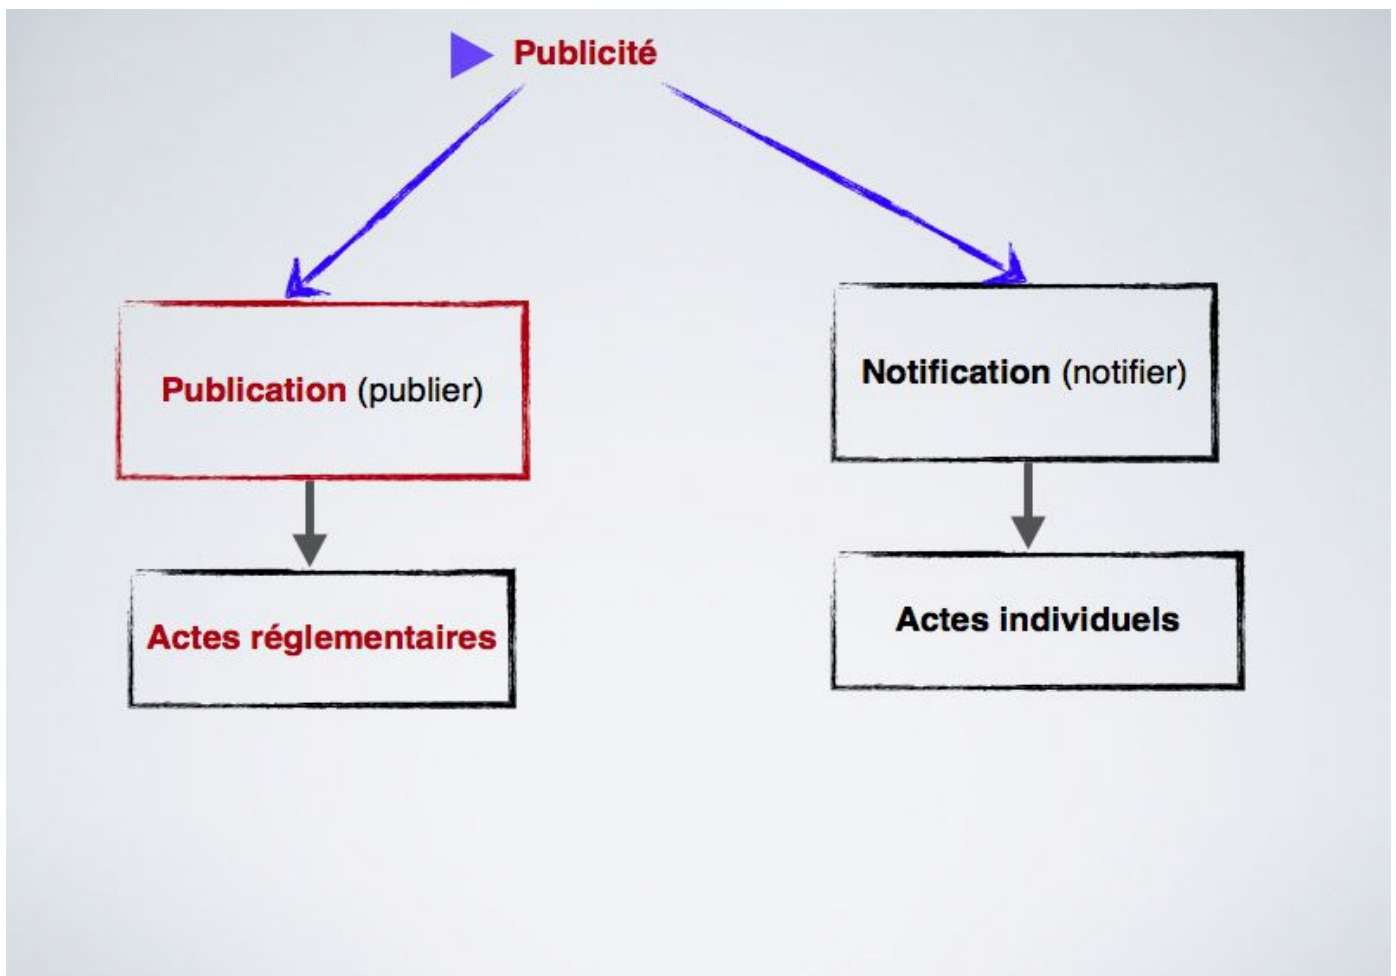 Publicité
Publication (publier)
Notification (notifier)
Actes réglementaires
Actes individuels